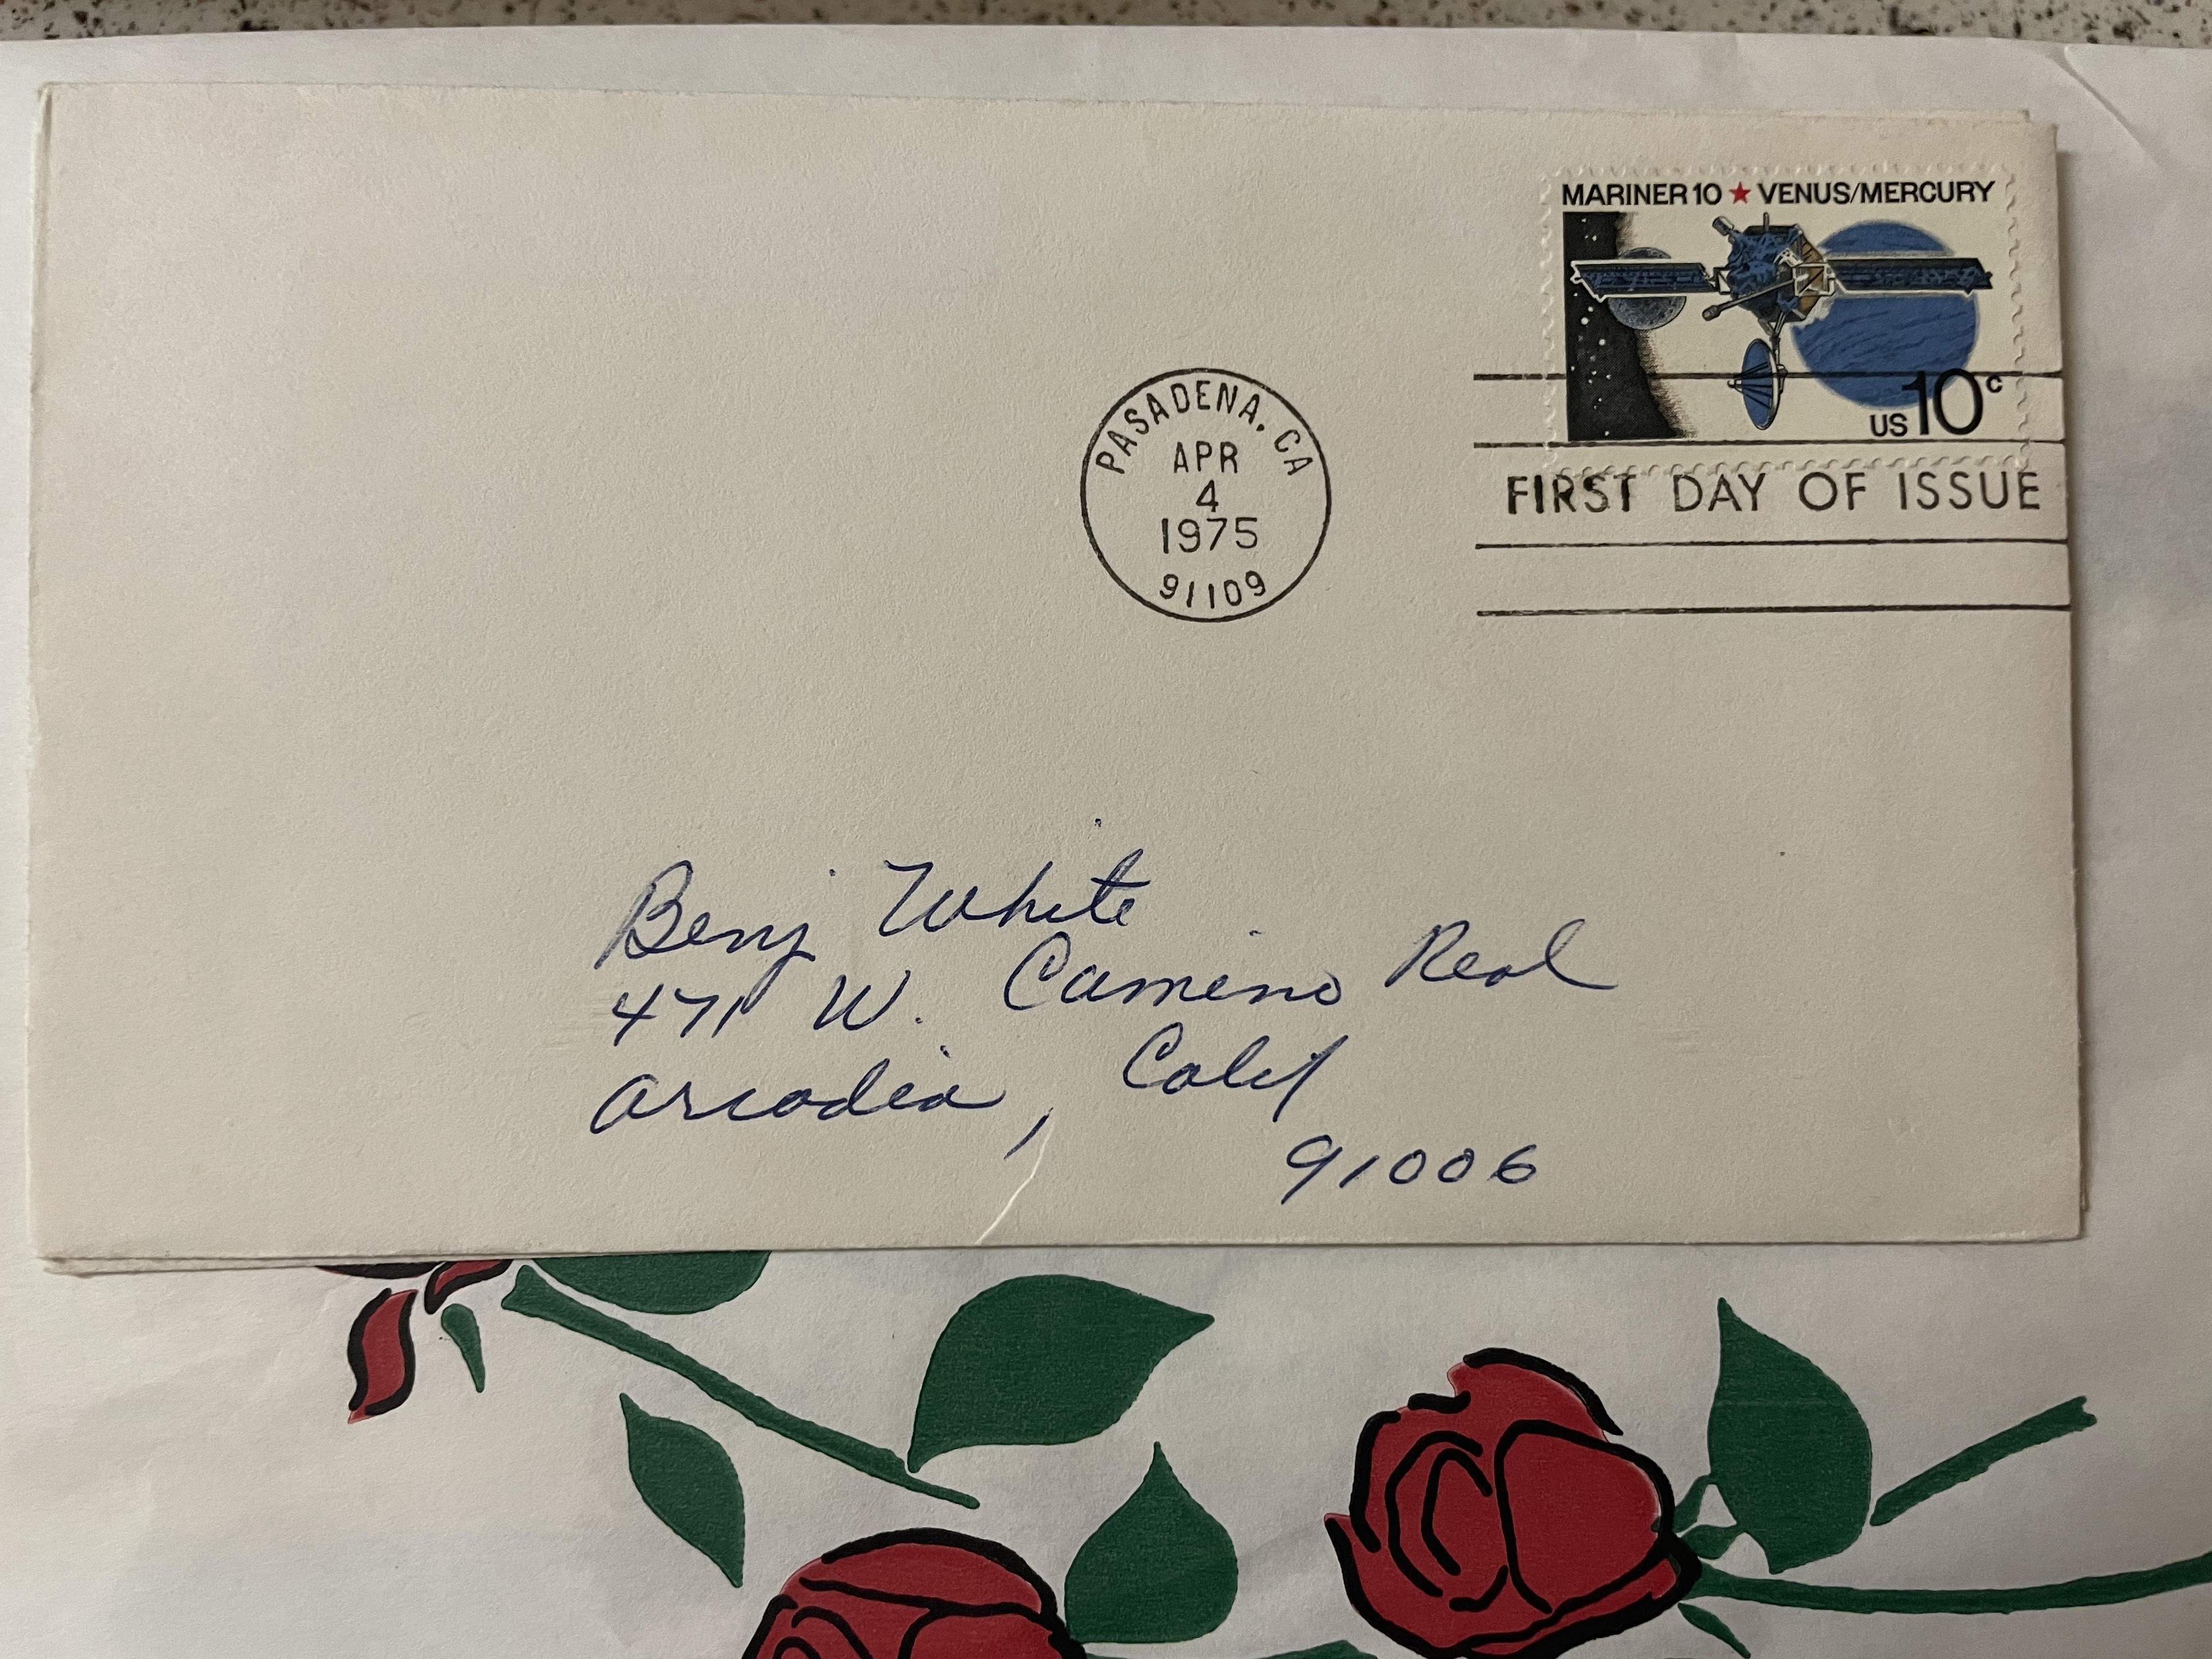 MARINER 10 ★ VENUS/MERCURY
US 10c
PASADENA, CA
APR
4
1975
91109
FIRST DAY OF ISSUE
Benj White
471 W. Camino Real
Arcadia, Calif
91006